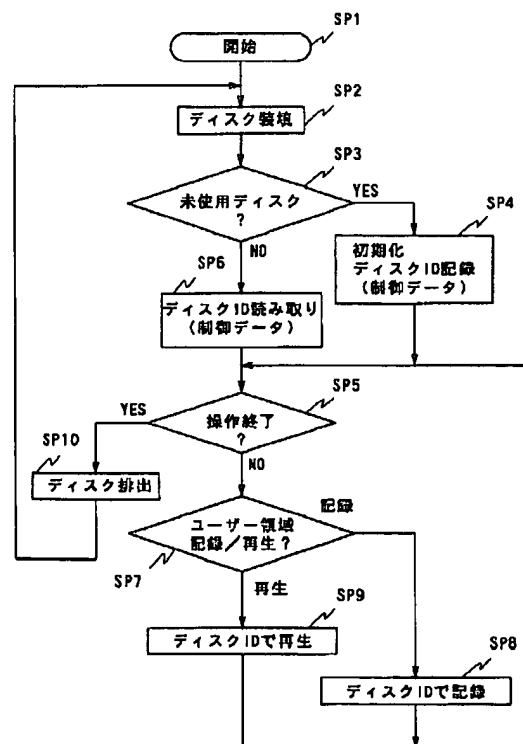 SP1
開始
SP2
ディスク装填
SP3
未使用ディスク
?
YES
SP4
NO
初期化
ディスクID記録
(制御データ)
SP6
ディスクID読み取り
(制御データ)
SP5
YES
操作終了
?
SP10
ディスク排出
NO
記録
ユーザー領域
記録/再生?
SP7
再生
SP9
ディスクIDで再生
SP8
ディスクIDで記録